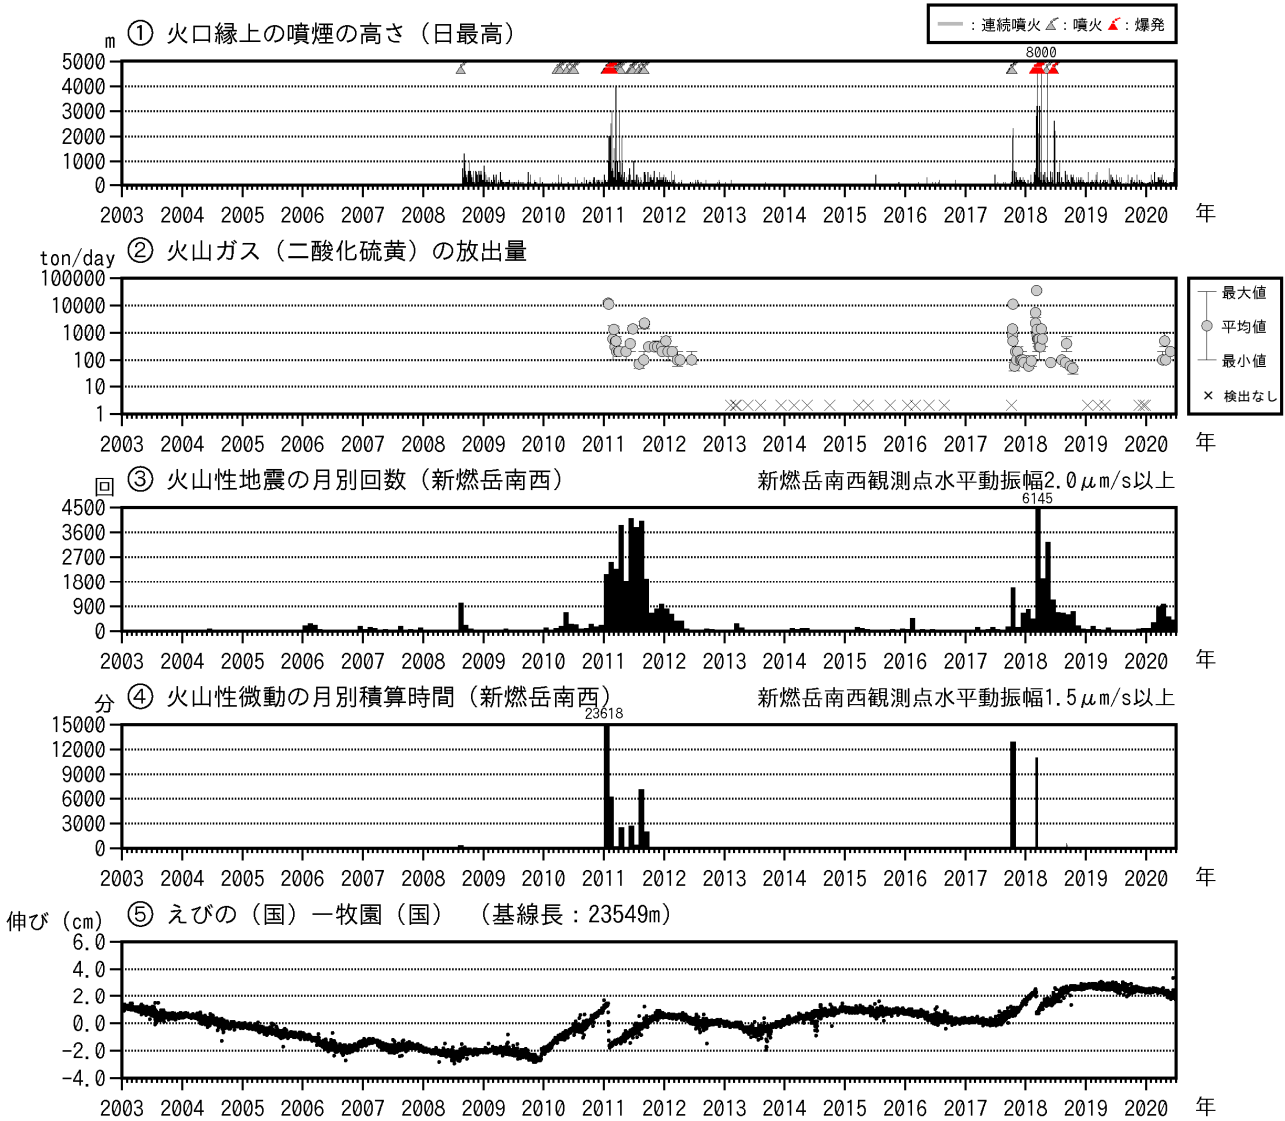 ：連続噴火 ：噴火 ：爆発
① 火口縁上の噴煙の高さ（日最高）
m
8000
5000
4000
3000
2000
1000
0
2003 2004 2005 2006 2007 2008 2009 2010 2011 2012 2013 2014 2015 2016 2017 2018 2019 2020 年
② 火山ガス（二酸化硫黄）の放出量
ton/day
100000
10000
1000
100
10
1
最大値
平均値
最小値
× 検出なし
2003 2004 2005 2006 2007 2008 2009 2010 2011 2012 2013 2014 2015 2016 2017 2018 2019 2020 年
③ 火山性地震の月別回数（新燃岳南西） 新燃岳南西観測点水平動振幅2.0μm/s以上
回
6145
4500
3600
2700
1800
900
0
2003 2004 2005 2006 2007 2008 2009 2010 2011 2012 2013 2014 2015 2016 2017 2018 2019 2020 年
④ 火山性微動の月別積算時間（新燃岳南西） 新燃岳南西観測点水平動振幅1.5μm/s以上
分
23618
15000
12000
9000
6000
3000
0
2003 2004 2005 2006 2007 2008 2009 2010 2011 2012 2013 2014 2015 2016 2017 2018 2019 2020 年
⑤ えびの（国）ー牧園（国） （基線長：23549m）
伸び（cm）
6.0
4.0
2.0
0.0
-2.0
-4.0
2003 2004 2005 2006 2007 2008 2009 2010 2011 2012 2013 2014 2015 2016 2017 2018 2019 2020 年